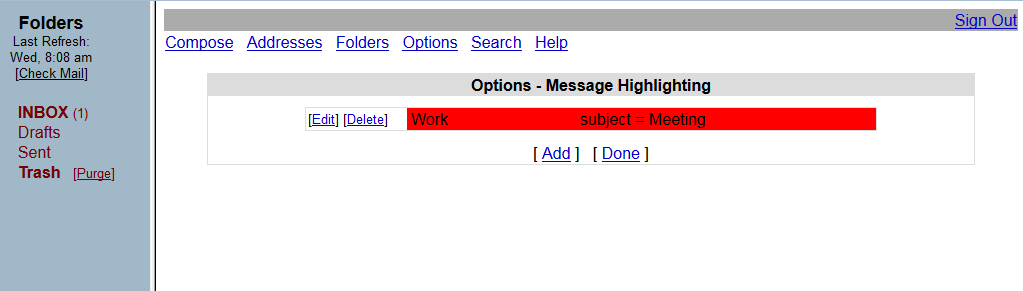 Folders
Last Refresh:
Wed, 8:08 am
[Check Mail]
INBOX (1)
Drafts
Sent
Trash [Purge]
Sign Out
Compose Addresses Folders Options Search Help
Options - Message Highlighting
[Edit] [Delete] Work subject = Meeting
[ Add ] [ Done ]